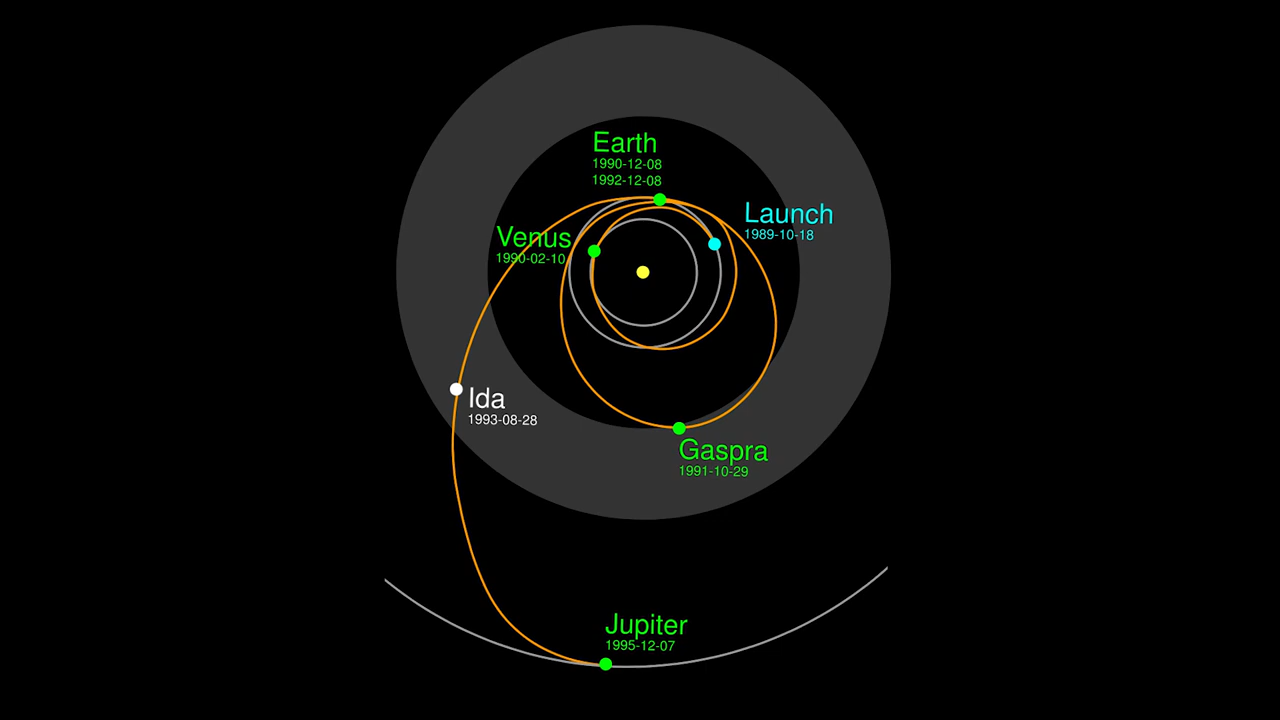 Earth
1990-12-08
1992-12-08
Launch
1989-10-18
Venus
1990-02-10
Ida
1993-08-28
Gaspra
1991-10-29
Jupiter
1995-12-07